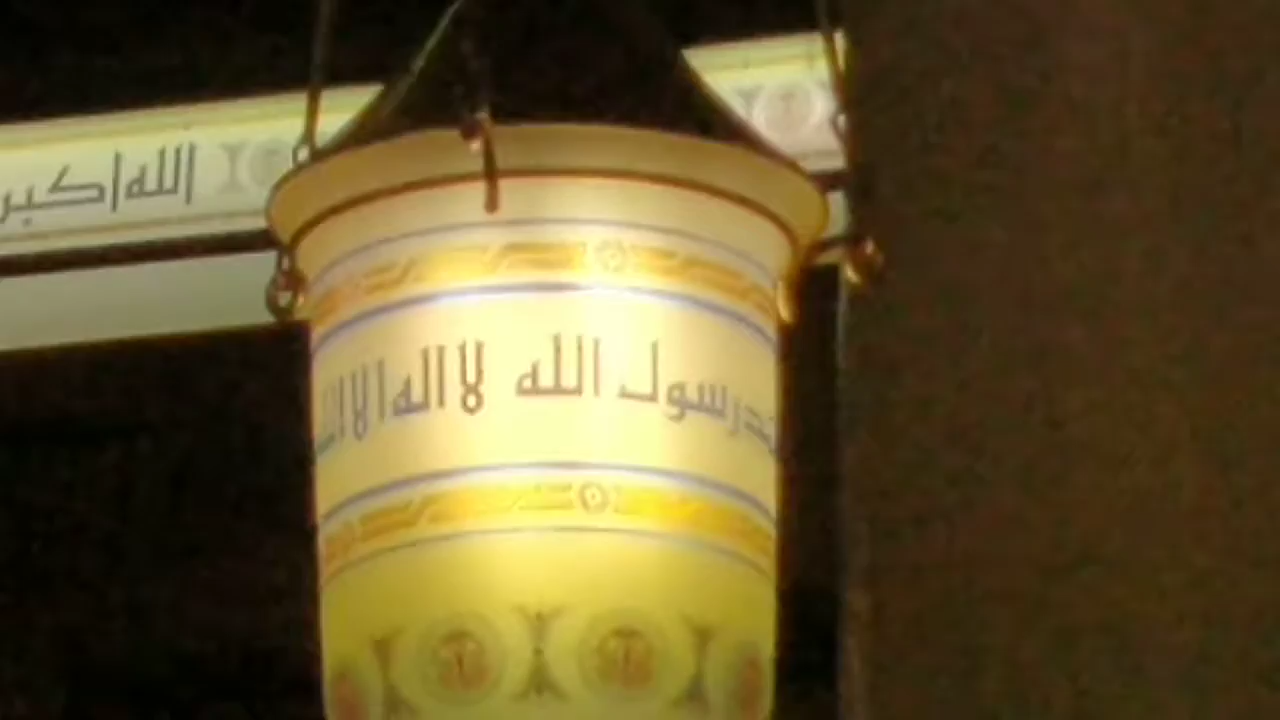 الله اكبر
رسول الله لا اله الا